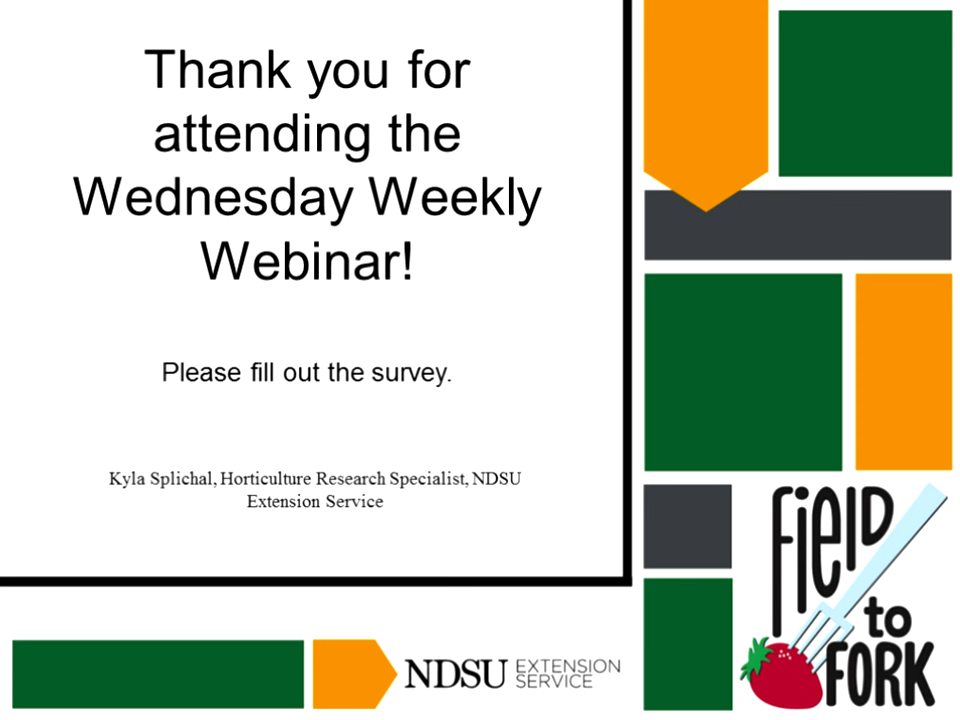 Thank you for
attending the
Wednesday Weekly
Webinar!
Please fill out the survey.
Kyla Splichal, Horticulture Research Specialist, NDSU
Extension Service
NDSU EXTENSION
SERVICE
FielD
to
FORK